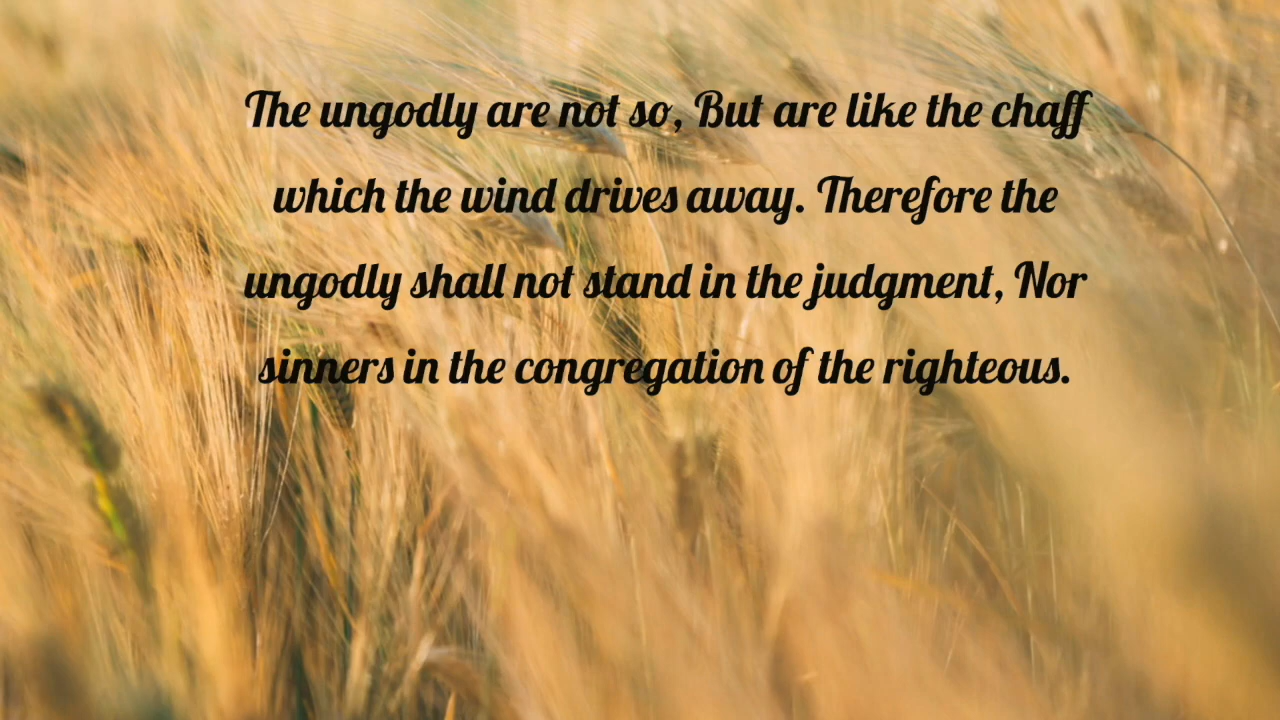 The ungodly are not so, But are like the chaff
which the wind drives away. Therefore the
ungodly shall not stand in the judgment, Nor
sinners in the congregation of the righteous.